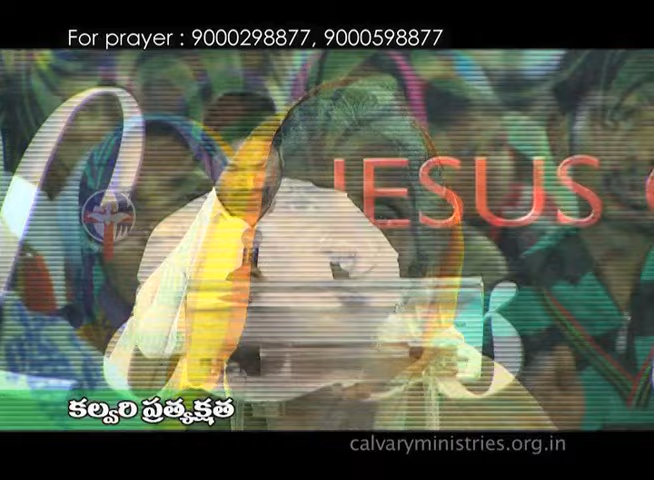 For prayer : 9000298877, 9000598877
JESUS
కల్వరి ప్రత్యక్షత
calvaryministries.org.in